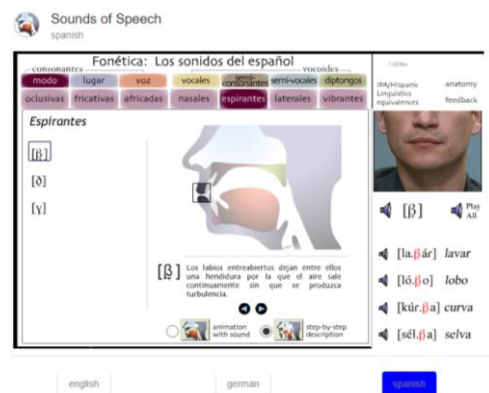 Sounds of Speech
spanish
Fonética: Los sonidos del español
consonantes
vocoides
modo lugar voz vocales semi-consonantes semi-vocales diptongos
oclusivas fricativas africadas nasales espirantes laterales vibrantes
IPA/Hispanic Linguistics equivalences
anatomy
feedback
Espirantes
[β]
[ð]
[ɣ]
[β] Los labios entreabiertos dejan entre ellos
una hendidura por la que el aire sale
continuamente sin que se produzca
turbulencia.
animation with sound
step-by-step description
[β]
Play All
[la.βár] lavar
[ló.βo] lobo
[kúr.βa] curva
[sél.βa] selva
english
german
spanish